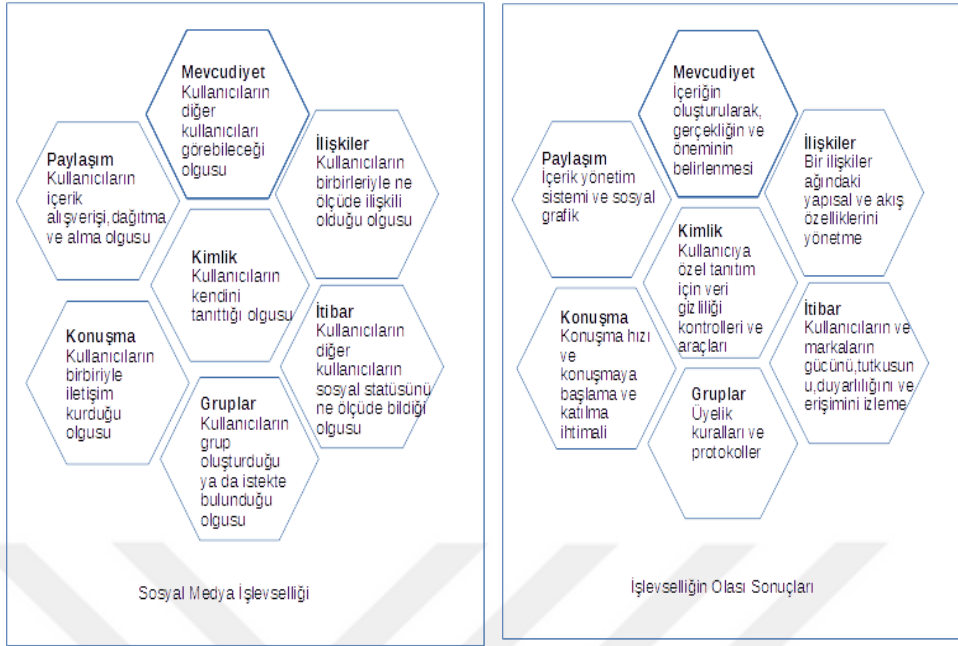 Mevcudiyet
Kullanıcıların
diğer
kullanıcıları
görebileceği
olgusu
Paylaşım
Kullanıcıların
içerik
alışverişi,dağıtma
ve alma olgusu
İlişkiler
Kullanıcıların
birbirleriyle ne
ölçüde ilişkili
olduğu olgusu
Kimlik
Kullanıcıların
kendini
tanıttığı olgusu
Konuşma
Kullanıcıların
birbiriyle
iletişim
kurduğu
olgusu
İtibar
Kullanıcıların
diğer
kullanıcıların
sosyal statüsünü
ne ölçüde bildiği
olgusu
Gruplar
Kullanıcıların
grup
oluşturduğu
ya da istekte
bulunduğu
olgusu
Sosyal Medya İşlevselliği
Mevcudiyet
İçeriğin
oluşturularak,
gerçekliğin ve
öneminin
belirlenmesi
Paylaşım
İçerik yönetim
sistemi ve sosyal
grafik
İlişkiler
Bir ilişkiler
ağındaki
yapısal ve akış
özelliklerini
yönetme
Kimlik
Kullanıcıya
özel tanıtım
için veri
gizliliği
kontrolleri ve
araçları
Konuşma
Konuşma hızı
ve
konuşmaya
başlama ve
katılma
ihtimali
İtibar
Kullanıcıların ve
markaların
gücünü,tutkusun
u,duyarlılığını ve
erişimini izleme
Gruplar
Üyelik
kuralları ve
protokoller
İşlevselliğin Olası Sonuçları